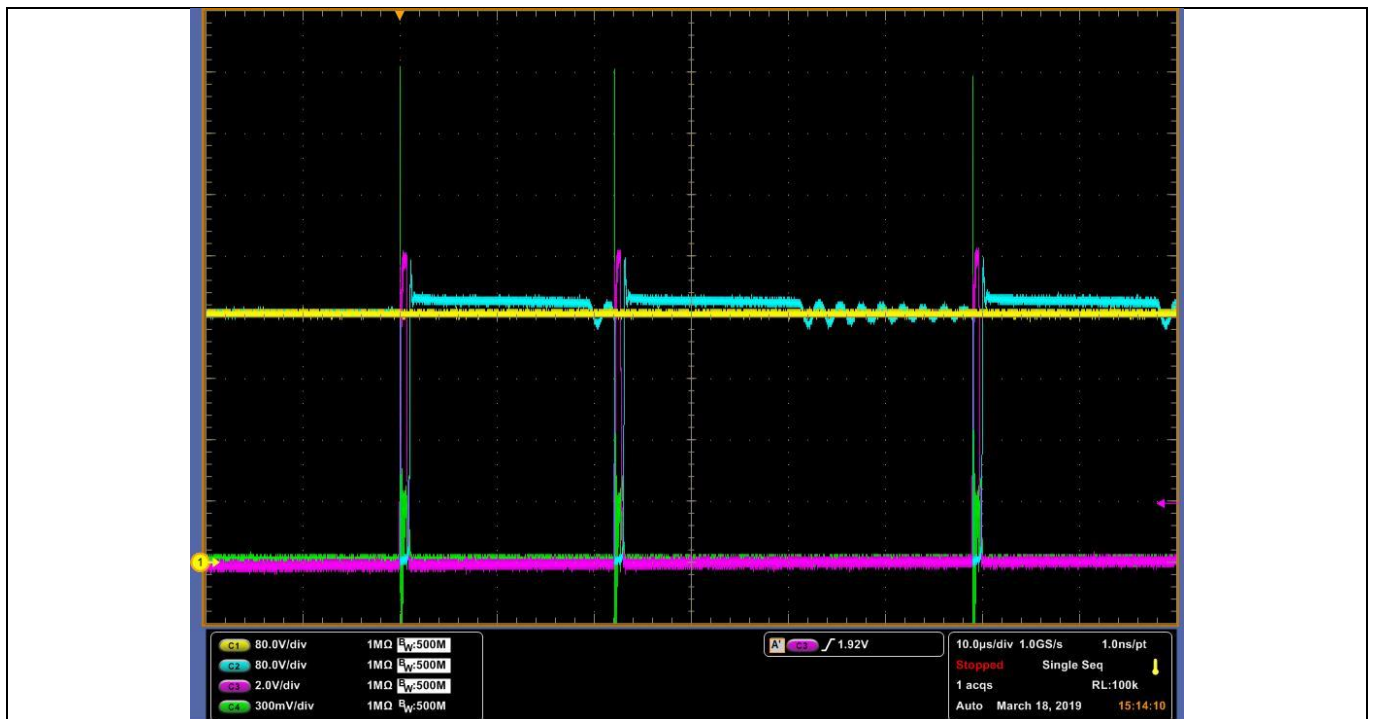 1
C1 80.0V/div 1MΩ BW:500M
C2 80.0V/div 1MΩ BW:500M
C3 2.0V/div 1MΩ BW:500M
C4 300mV/div 1MΩ BW:500M
A' C3 1.92V
10.0µs/div 1.0GS/s 1.0ns/pt
Stopped Single Seq
1 acqs RL:100k
Auto March 18, 2019 15:14:10